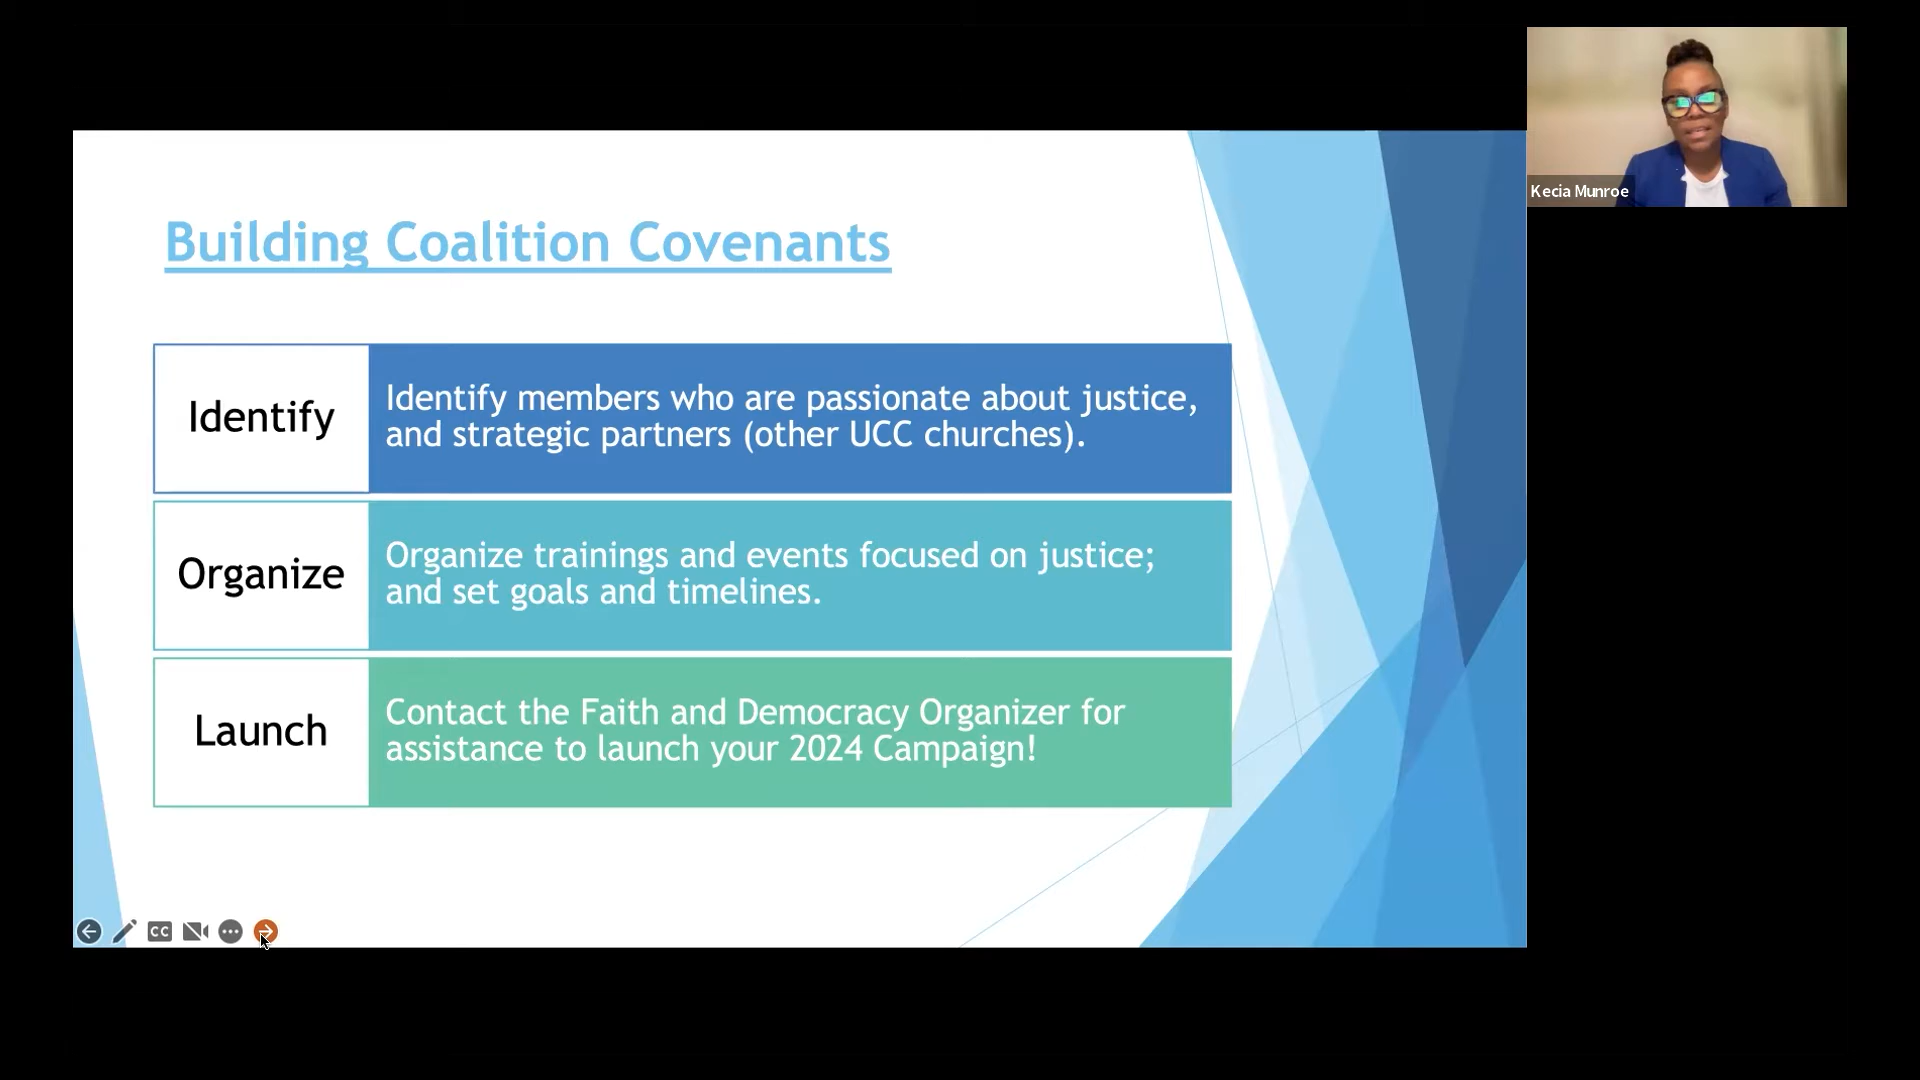 Kecia Munroe
Building Coalition Covenants
Identify
Identify members who are passionate about justice,
and strategic partners (other UCC churches).
Organize
Organize trainings and events focused on justice;
and set goals and timelines.
Launch
Contact the Faith and Democracy Organizer for
assistance to launch your 2024 Campaign!
CC